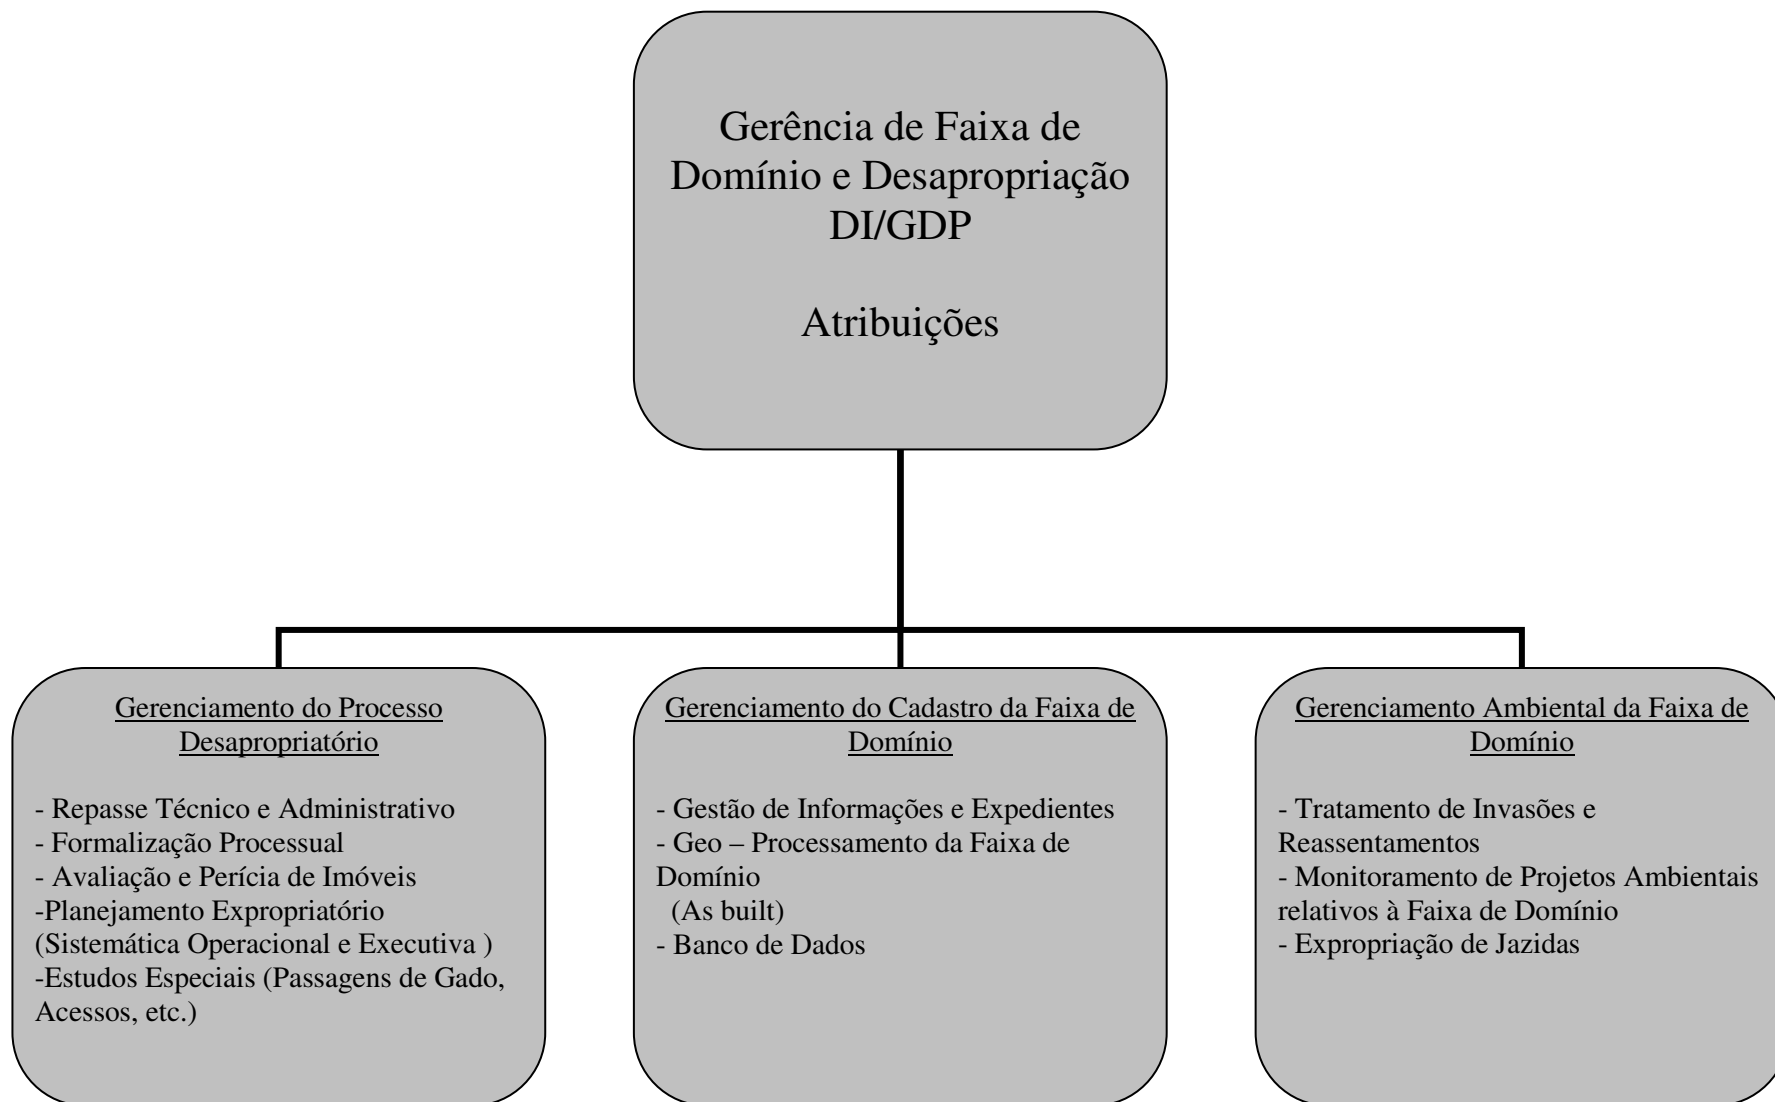 Gerência de Faixa de
Domínio e Desapropriação
DI/GDP
Atribuições
Gerenciamento do Processo
Desapropriatório
- Repasse Técnico e Administrativo
- Formalização Processual
- Avaliação e Perícia de Imóveis
-Planejamento Expropriatório
(Sistemática Operacional e Executiva )
-Estudos Especiais (Passagens de Gado,
Acessos, etc.)
Gerenciamento do Cadastro da Faixa de
Domínio
- Gestão de Informações e Expedientes
- Geo – Processamento da Faixa de
Domínio
(As built)
- Banco de Dados
Gerenciamento Ambiental da Faixa de
Domínio
- Tratamento de Invasões e
Reassentamentos
- Monitoramento de Projetos Ambientais
relativos à Faixa de Domínio
- Expropriação de Jazidas